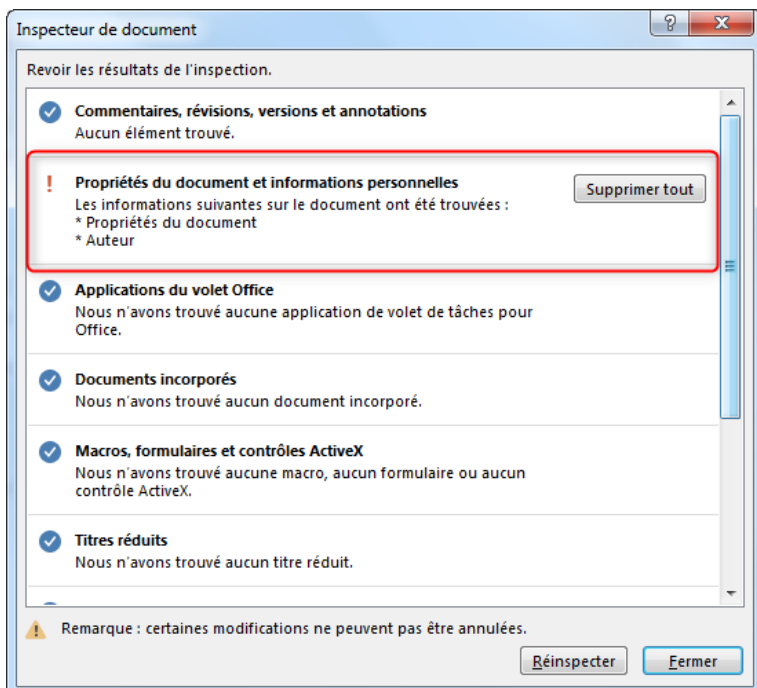 Inspecteur de document
Revoir les résultats de l'inspection.
Commentaires, révisions, versions et annotations
Aucun élément trouvé.
Propriétés du document et informations personnelles
Supprimer tout
Les informations suivantes sur le document ont été trouvées :
* Propriétés du document
* Auteur
Applications du volet Office
Nous n'avons trouvé aucune application de volet de tâches pour
Office.
Documents incorporés
Nous n'avons trouvé aucun document incorporé.
Macros, formulaires et contrôles ActiveX
Nous n'avons trouvé aucune macro, aucun formulaire ou aucun
contrôle ActiveX.
Titres réduits
Nous n'avons trouvé aucun titre réduit.
Remarque : certaines modifications ne peuvent pas être annulées.
Réinspecter
Fermer